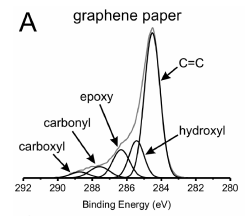 A
graphene paper
C=C
epoxy
carbonyl
hydroxyl
carboxyl
292 290 288 286 284 282 280
Binding Energy (eV)